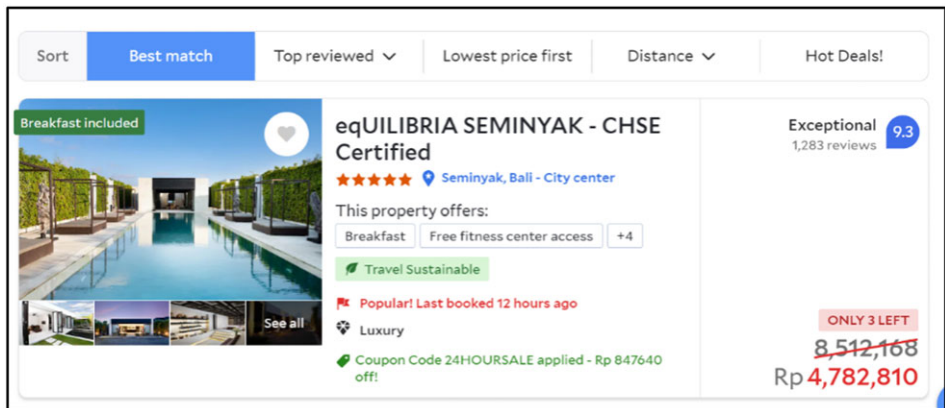 Sort
Best match
Top reviewed
Lowest price first
Distance
Hot Deals!
Breakfast included
eqUILIBRIA SEMINYAK - CHSE
Certified
Seminyak, Bali - City center
This property offers:
Breakfast
Free fitness center access
+4
Travel Sustainable
Popular! Last booked 12 hours ago
Luxury
Coupon Code 24HOURSALE applied - Rp 847640
off!
See all
Exceptional
1,283 reviews
9.3
ONLY 3 LEFT
8,512,168
Rp 4,782,810